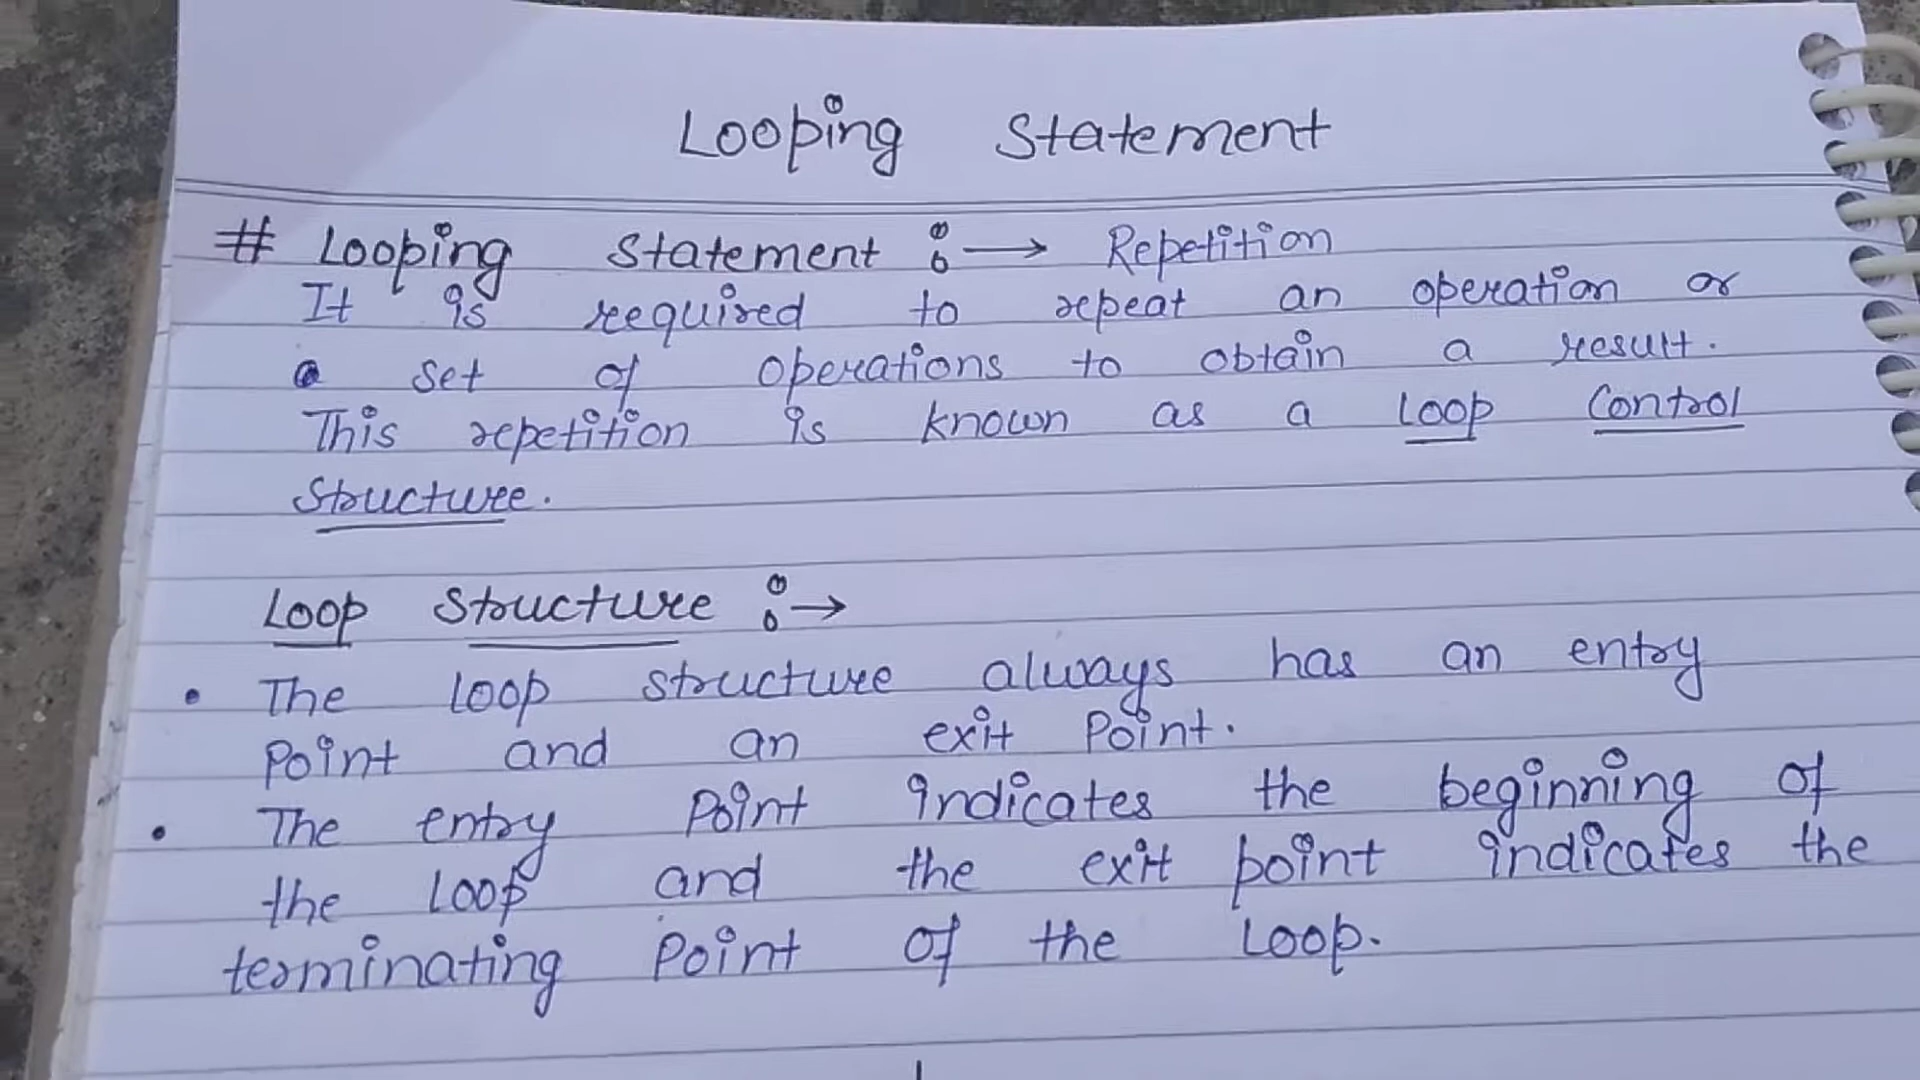 Looping Statement
# Looping Statement :→ Repetition
It is required to repeat an operation or
a set of operations to obtain a result.
This repetition is known as a Loop Control
Structure.
Loop Structure :→
• The Loop structure always has an entry
Point and an exit Point.
• The entry Point indicates the beginning of
the Loop and the exit point indicates the
terminating Point of the Loop.